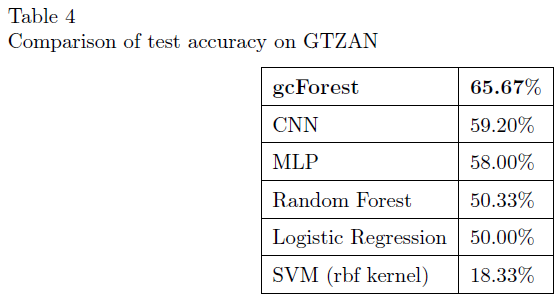 Table 4
Comparison of test accuracy on GTZAN
gcForest 65.67%
CNN 59.20%
MLP 58.00%
Random Forest 50.33%
Logistic Regression 50.00%
SVM (rbf kernel) 18.33%